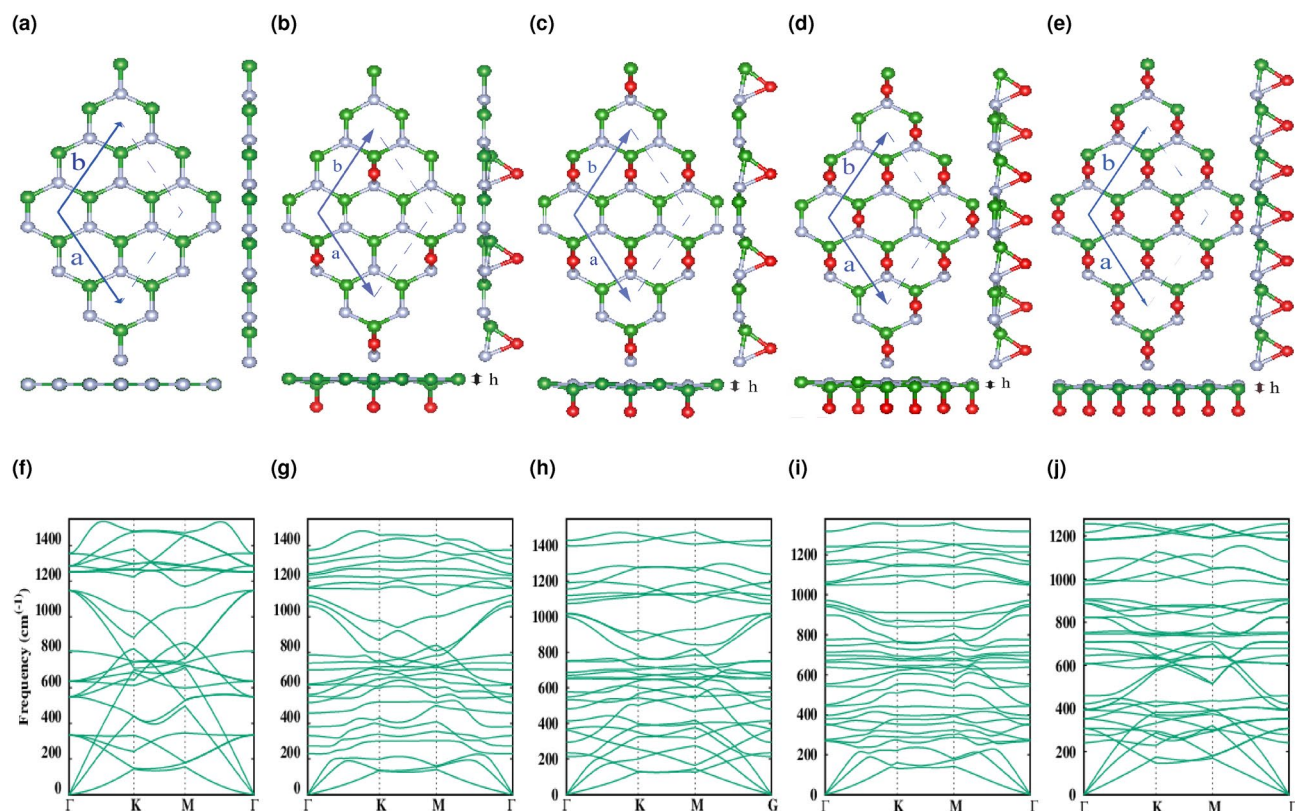 (a) (b) (c) (d) (e)
b
a
b
a
h
b
a
h
b
a
h
b
a
h
(f) (g) (h) (i) (j)
Frequency (cm(-1))
1400
1200
1000
800
600
400
200
0
Γ K M Γ
1400
1200
1000
800
600
400
200
0
Γ K M Γ
1400
1200
1000
800
600
400
200
0
Γ K M G
1200
1000
800
600
400
200
0
Γ K M Γ
1200
1000
800
600
400
200
0
Γ K M Γ